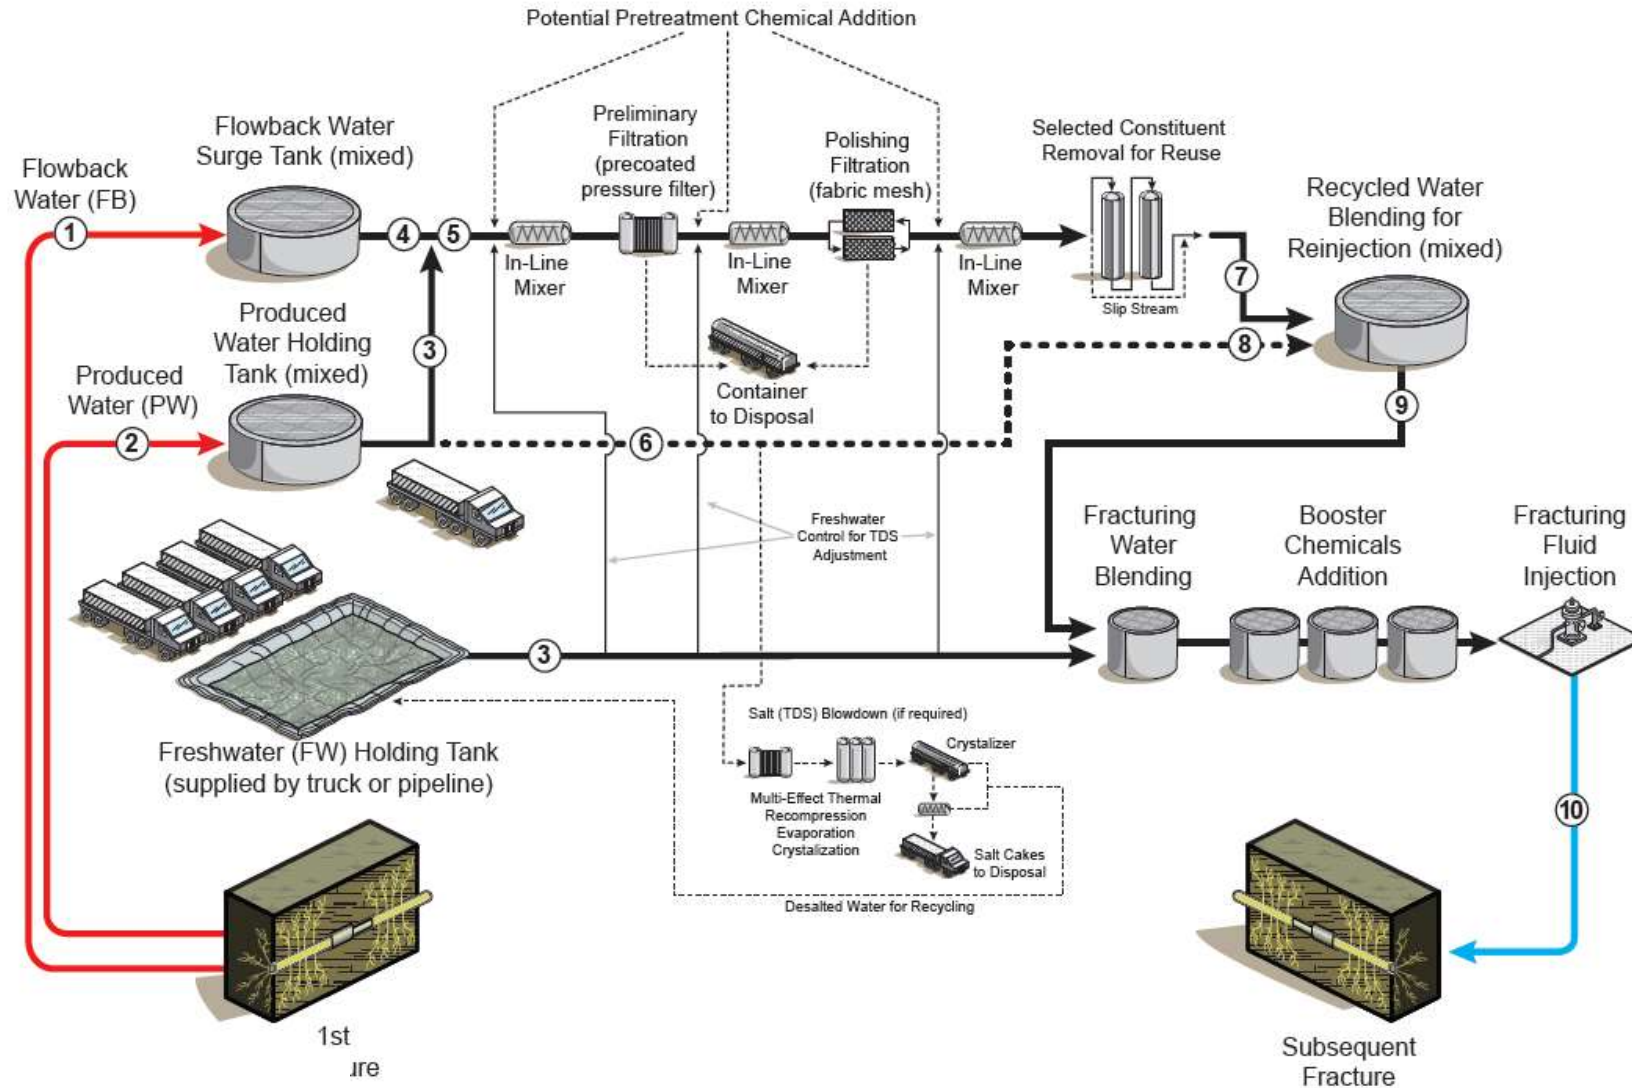 Potential Pretreatment Chemical Addition
Flowback Water
Surge Tank (mixed)
Preliminary
Filtration
(precoated
pressure filter)
Polishing
Filtration
(fabric mesh)
Selected Constituent
Removal for Reuse
Recycled Water
Blending for
Reinjection (mixed)
Flowback
Water (FB)
1
4
5
In-Line
Mixer
In-Line
Mixer
In-Line
Mixer
7
Slip Stream
8
Produced
Water Holding
Tank (mixed)
3
Container
to Disposal
9
Produced
Water (PW)
2
6
Freshwater
Control for TDS
Adjustment
Fracturing
Water
Blending
Booster
Chemicals
Addition
Fracturing
Fluid
Injection
3
Freshwater (FW) Holding Tank
(supplied by truck or pipeline)
Salt (TDS) Blowdown (if required)
Crystalizer
Multi-Effect Thermal
Recompression
Evaporation
Crystalization
Salt Cakes
to Disposal
Desalted Water for Recycling
10
1st
Subsequent
Fracture